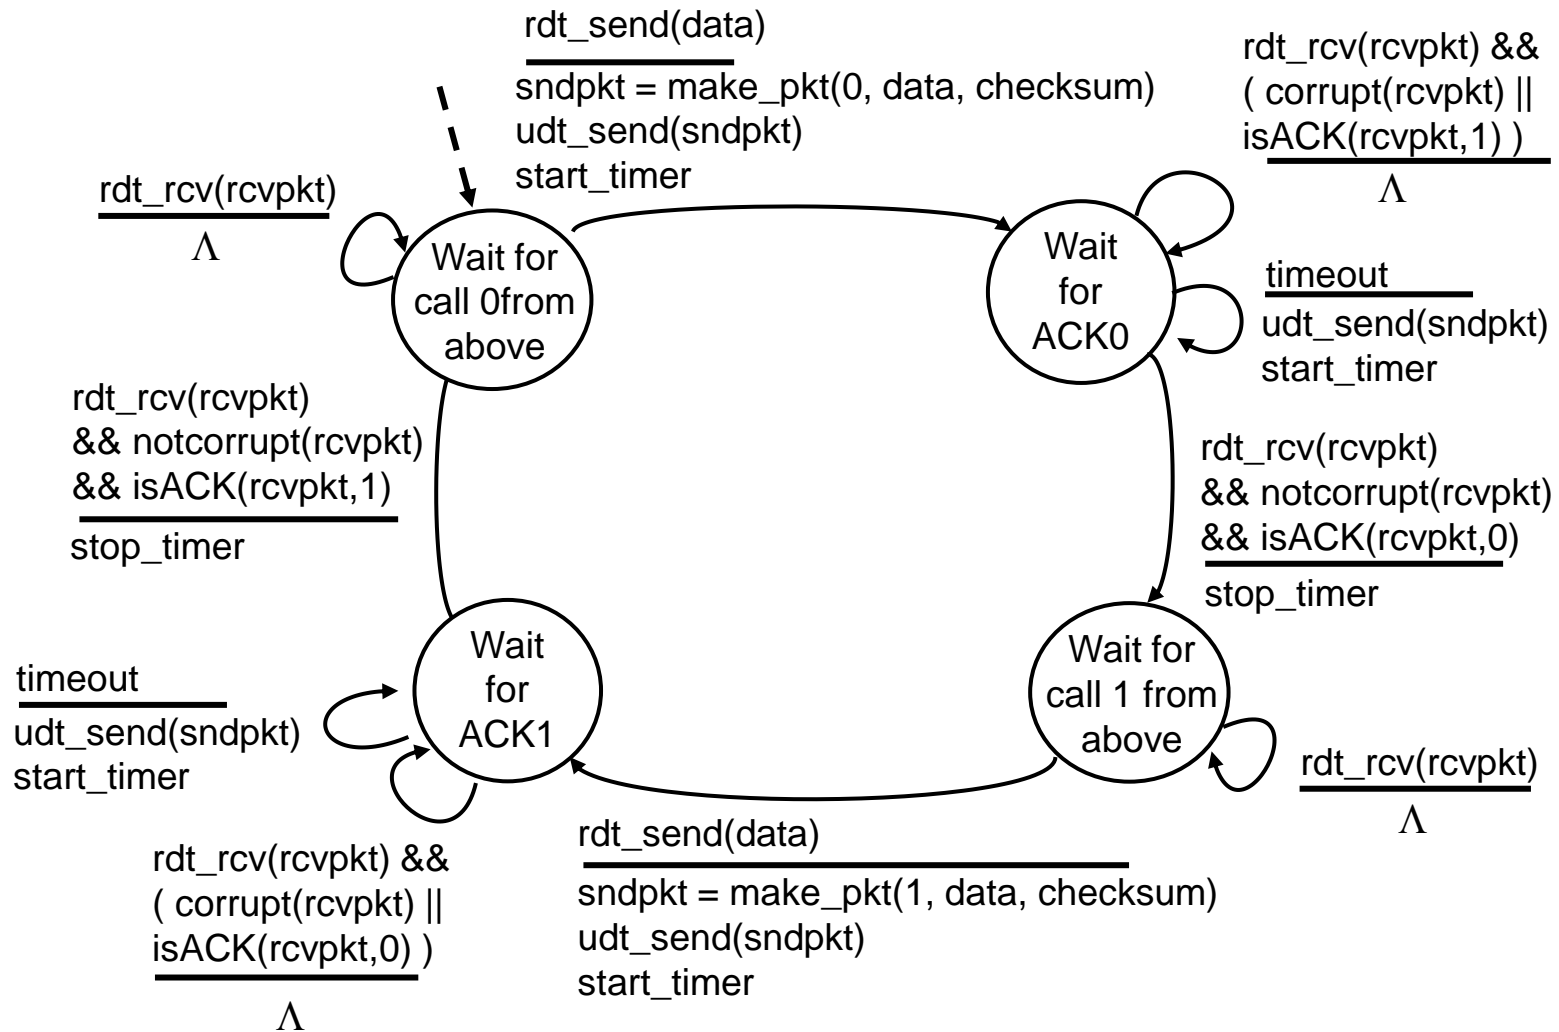 rdt_send(data)
sndpkt = make_pkt(0, data, checksum)
udt_send(sndpkt)
start_timer
rdt_rcv(rcvpkt) &&
( corrupt(rcvpkt) ||
isACK(rcvpkt,1) )
Λ
rdt_rcv(rcvpkt)
Λ
Wait for
call 0from
above
Wait
for
ACK0
timeout
udt_send(sndpkt)
start_timer
rdt_rcv(rcvpkt)
&& notcorrupt(rcvpkt)
&& isACK(rcvpkt,1)
stop_timer
rdt_rcv(rcvpkt)
&& notcorrupt(rcvpkt)
&& isACK(rcvpkt,0)
stop_timer
timeout
udt_send(sndpkt)
start_timer
Wait
for
ACK1
Wait for
call 1 from
above
rdt_rcv(rcvpkt)
Λ
rdt_rcv(rcvpkt) &&
( corrupt(rcvpkt) ||
isACK(rcvpkt,0) )
Λ
rdt_send(data)
sndpkt = make_pkt(1, data, checksum)
udt_send(sndpkt)
start_timer